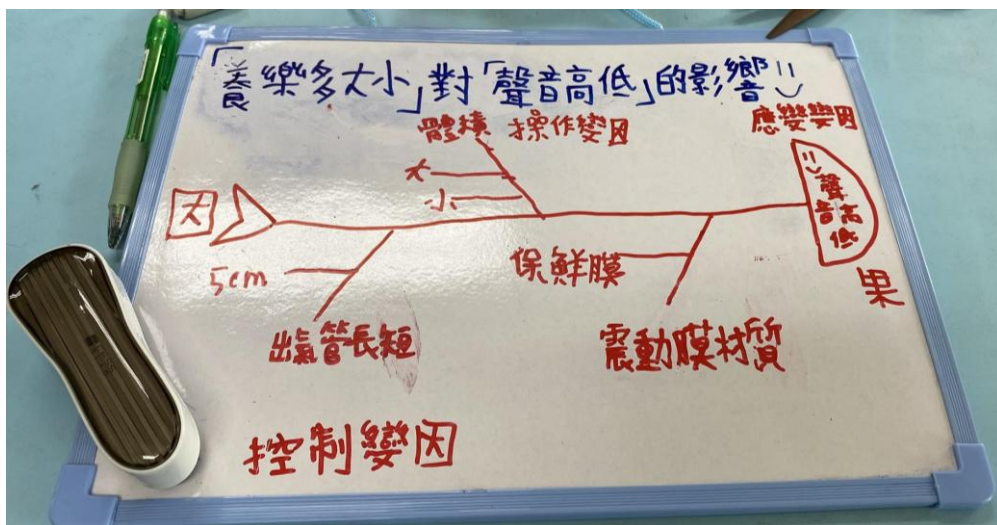 「養樂多大小」對「聲音高低」的影響
體積 操作變因
應變變因
大
小
因
聲音高低
5cm
保鮮膜
果
出氣管長短
震動膜材質
控制變因